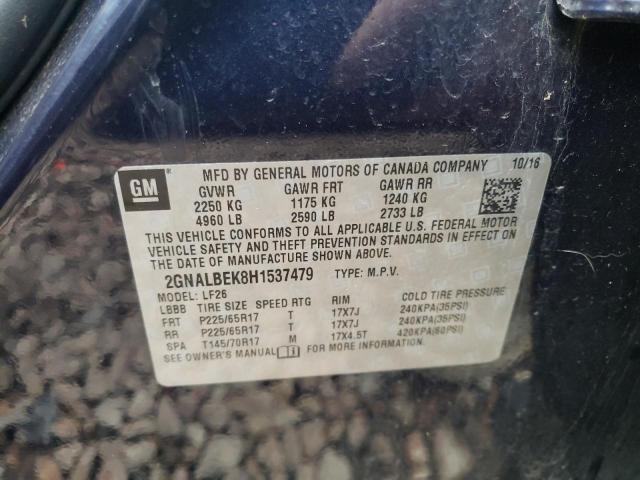 MFD BY GENERAL MOTORS OF CANADA COMPANY 10/16
GM
GVWR GAWR FRT GAWR RR
2250 KG 1175 KG 1240 KG
4960 LB 2590 LB 2733 LB
THIS VEHICLE CONFORMS TO ALL APPLICABLE U.S. FEDERAL MOTOR
VEHICLE SAFETY AND THEFT PREVENTION STANDARDS IN EFFECT ON
THE DATE OF MANUFACTURE SHOWN ABOVE.
2GNALBEK8H1537479 TYPE: M.P.V.
MODEL: LF26
LBBB TIRE SIZE SPEED RTG RIM COLD TIRE PRESSURE
FRT P225/65R17 T 17X7J 240KPA(35PSI)
RR P225/65R17 T 17X7J 240KPA(35PSI)
SPA T145/70R17 M 17X4.5T 420KPA(60PSI)
SEE OWNER'S MANUAL FOR ADDITIONAL INFORMATION.